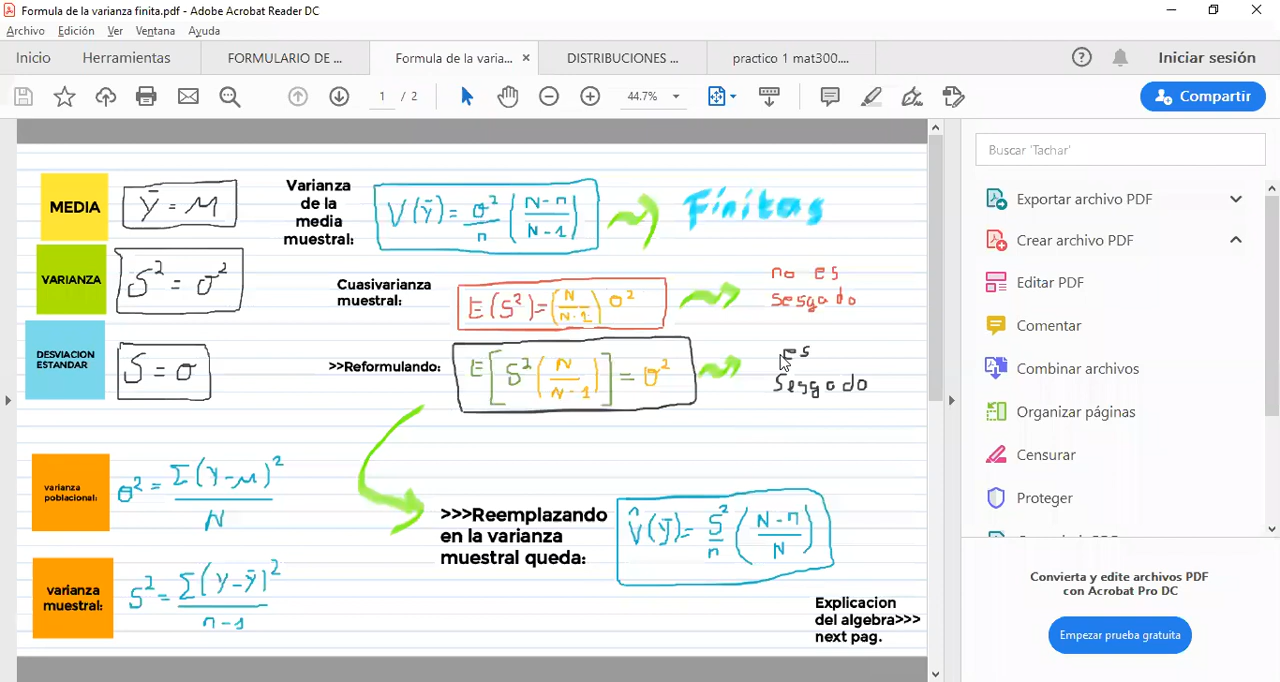 Formula de la varianza finita.pdf - Adobe Acrobat Reader DC
Archivo Edición Ver Ventana Ayuda
Inicio Herramientas FORMULARIO DE ... Formula de la varia... × DISTRIBUCIONES ... practico 1 mat300.... Iniciar sesión
1 / 2 44.7% Compartir
MEDIA
ȳ = μ
Varianza
de la
media
muestral:
V(ȳ) = σ²/n (N-n/N-1)
Finitas
VARIANZA
S² = σ²
Cuasivarianza
muestral:
E(S²) = (N/N-1) σ²
no es
sesgado
DESVIACION
ESTANDAR
S = σ
>>Reformulando:
E[S²(N/N-1)] = σ²
es
sesgado
varianza
poblacional:
σ² = Σ(Y-μ)²/N
>>>Reemplazando
en la varianza
muestral queda:
V̂(ȳ) = S²/n (N-n/N)
varianza
muestral:
S² = Σ(y-ȳ)²/n-1
Explicacion
del algebra>>>
next pag.
Buscar 'Tachar'
Exportar archivo PDF
Crear archivo PDF
Editar PDF
Comentar
Combinar archivos
Organizar páginas
Censurar
Proteger
Convierta y edite archivos PDF
con Acrobat Pro DC
Empezar prueba gratuita